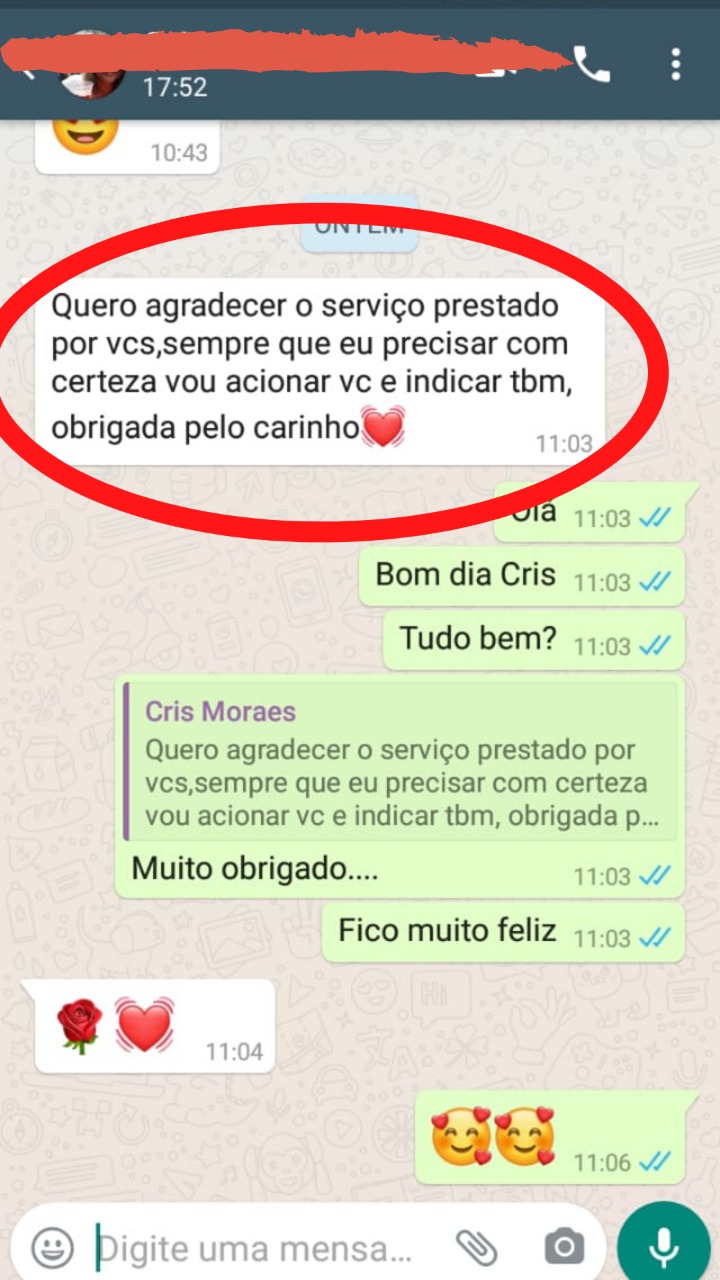 17:52
10:43
ONTEM
Quero agradecer o serviço prestado
por vcs,sempre que eu precisar com
certeza vou acionar vc e indicar tbm,
obrigada pelo carinho
11:03
Olá 11:03
Bom dia Cris 11:03
Tudo bem? 11:03
Cris Moraes
Quero agradecer o serviço prestado por
vcs,sempre que eu precisar com certeza
vou acionar vc e indicar tbm, obrigada p...
Muito obrigado.... 11:03
Fico muito feliz 11:03
11:04
11:06
Digite uma mensa...